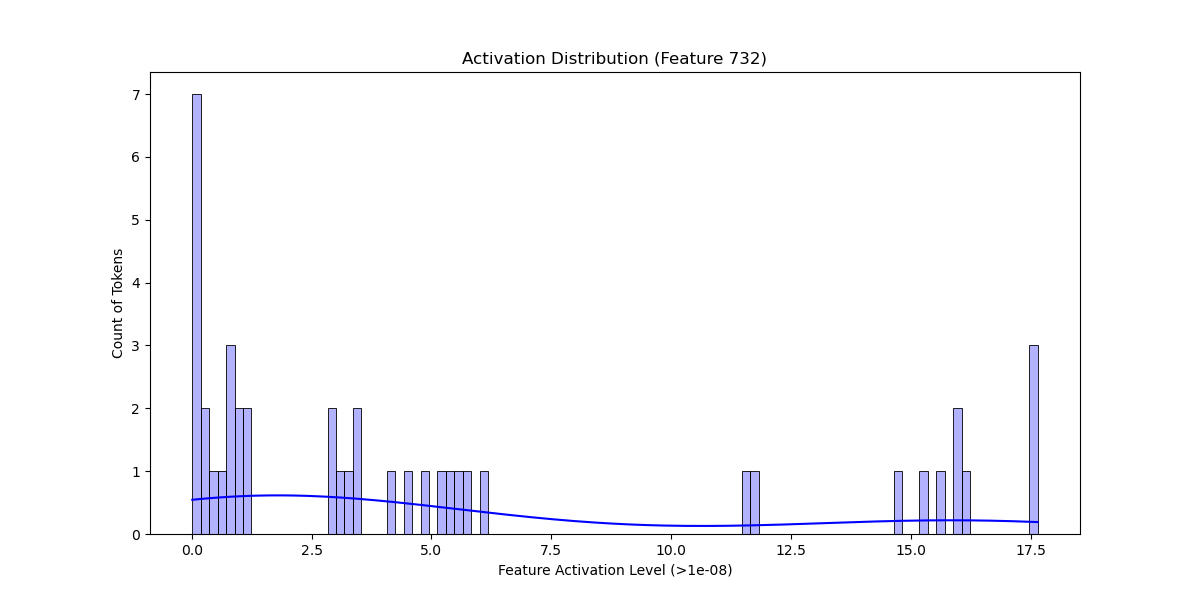 Activation Distribution (Feature 732)
Count of Tokens
7
6
5
4
3
2
1
0
0.0 2.5 5.0 7.5 10.0 12.5 15.0 17.5
Feature Activation Level (>1e-08)